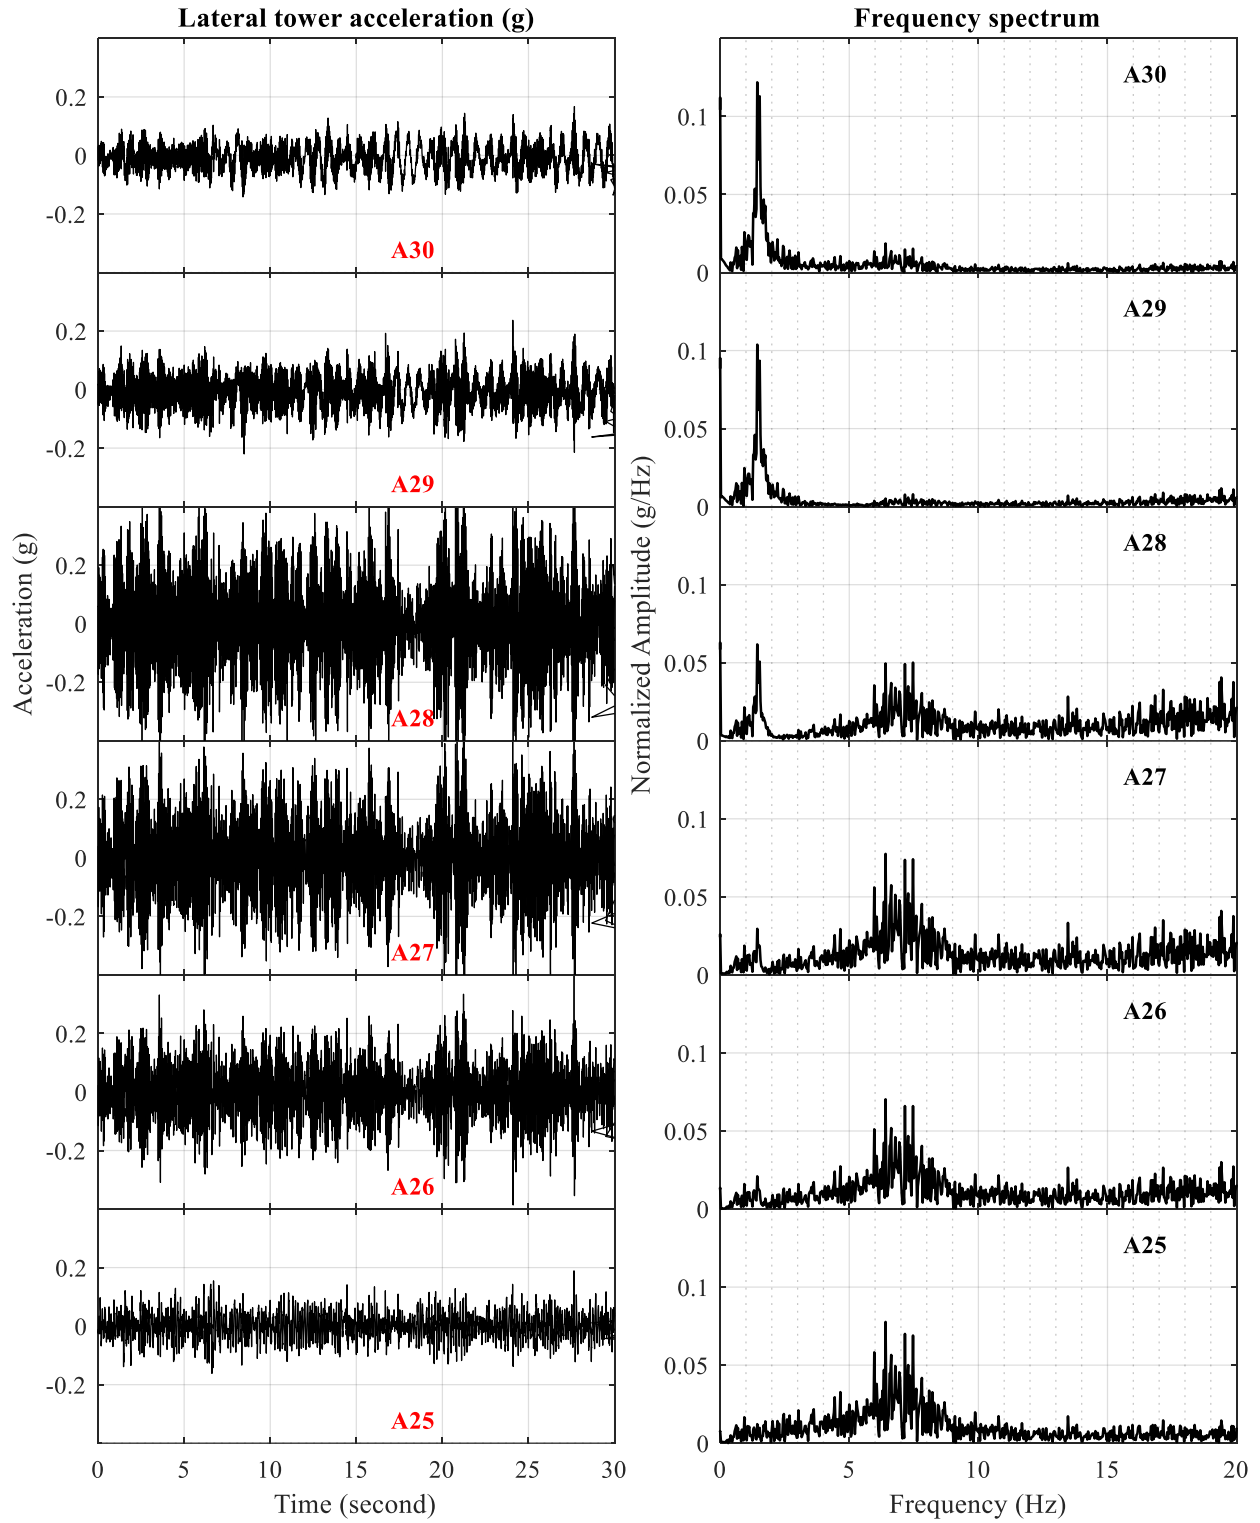 Lateral tower acceleration (g)
Frequency spectrum
0.2
0
-0.2
A30
0.2
0
-0.2
A29
0.2
0
-0.2
A28
0.2
0
-0.2
A27
0.2
0
-0.2
A26
0.2
0
-0.2
A25
0 5 10 15 20 25 30
Time (second)
Acceleration (g)
0.1
0.05
0
A30
0.1
0.05
0
A29
0.1
0.05
0
A28
0.1
0.05
0
A27
0.1
0.05
0
A26
0.1
0.05
0
A25
0 5 10 15 20
Frequency (Hz)
Normalized Amplitude (g/Hz)